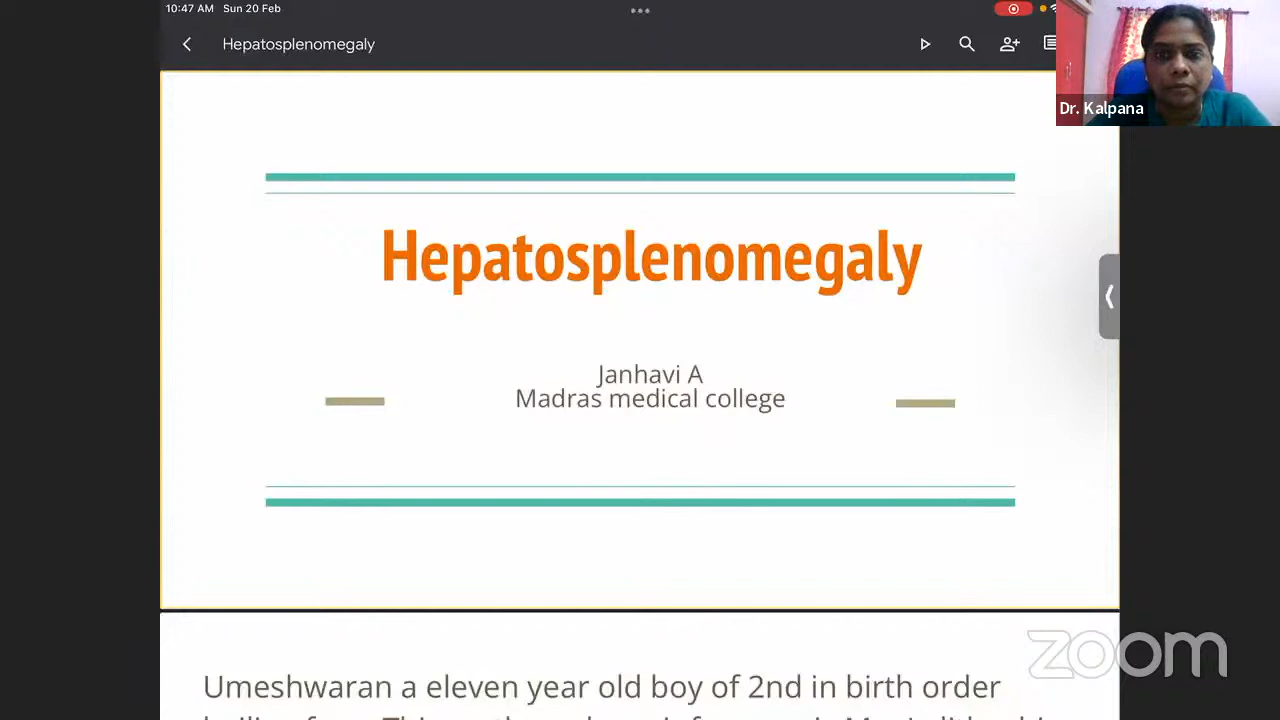 10:47 AM Sun 20 Feb
Hepatosplenomegaly
Dr. Kalpana
Hepatosplenomegaly
Janhavi A
Madras medical college
zoom
Umeshwaran a eleven year old boy of 2nd in birth order